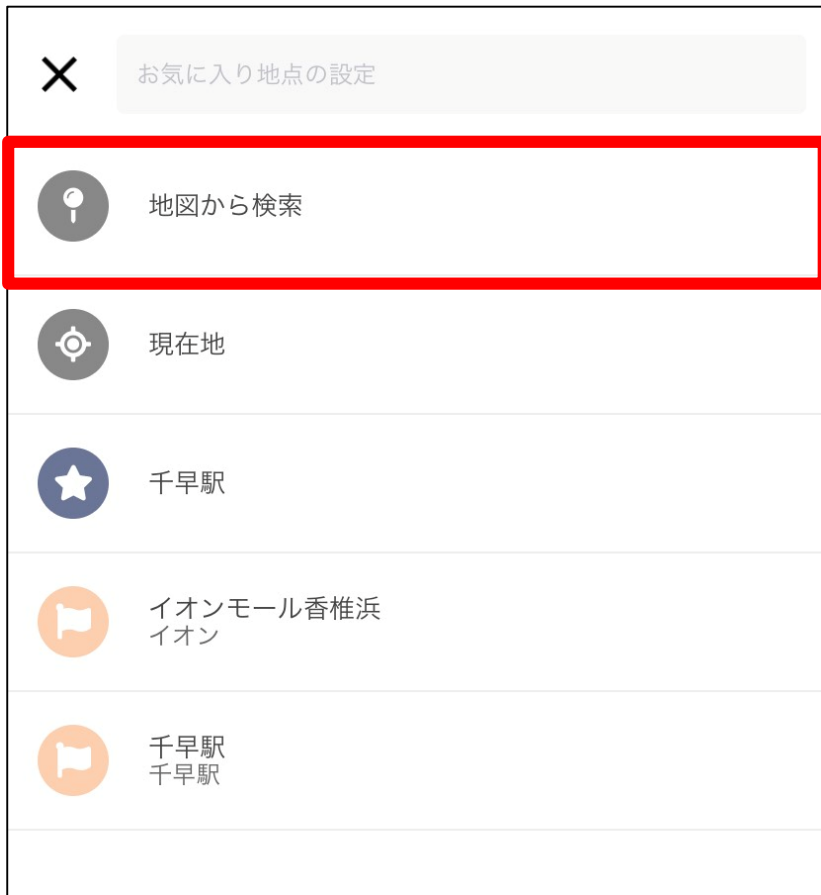 お気に入り地点の設定
地図から検索
現在地
千早駅
イオンモール香椎浜
イオン
千早駅
千早駅